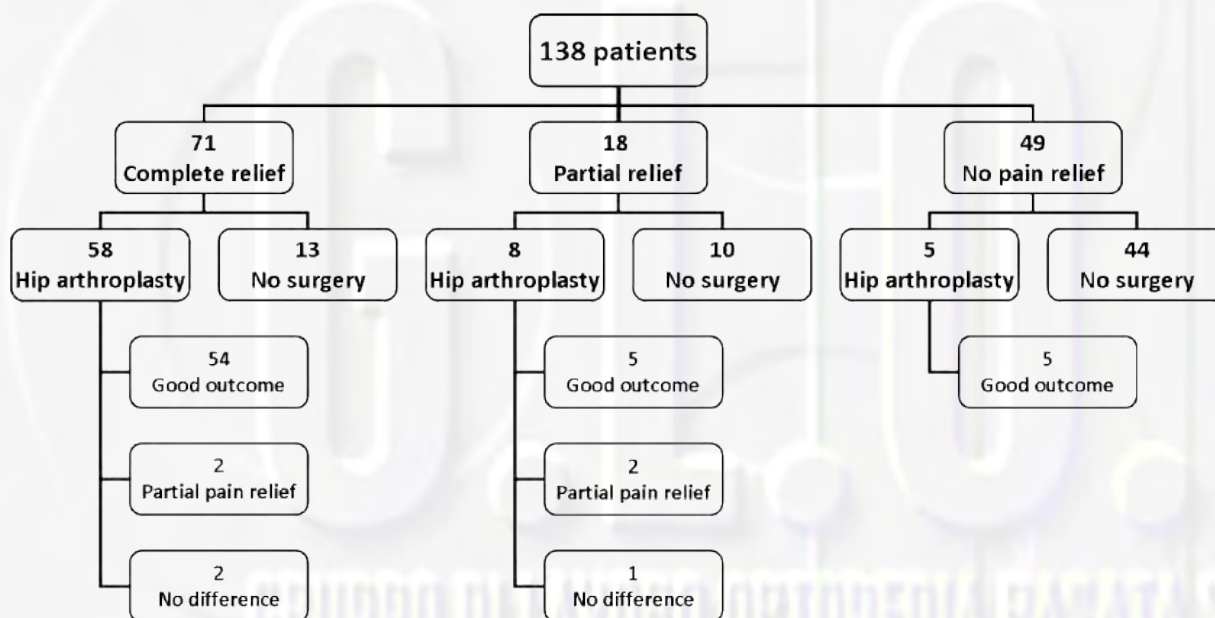 138 patients
71
Complete relief
18
Partial relief
49
No pain relief
58
Hip arthroplasty
13
No surgery
8
Hip arthroplasty
10
No surgery
5
Hip arthroplasty
44
No surgery
54
Good outcome
5
Good outcome
5
Good outcome
2
Partial pain relief
2
Partial pain relief
2
No difference
1
No difference
G.L.O.